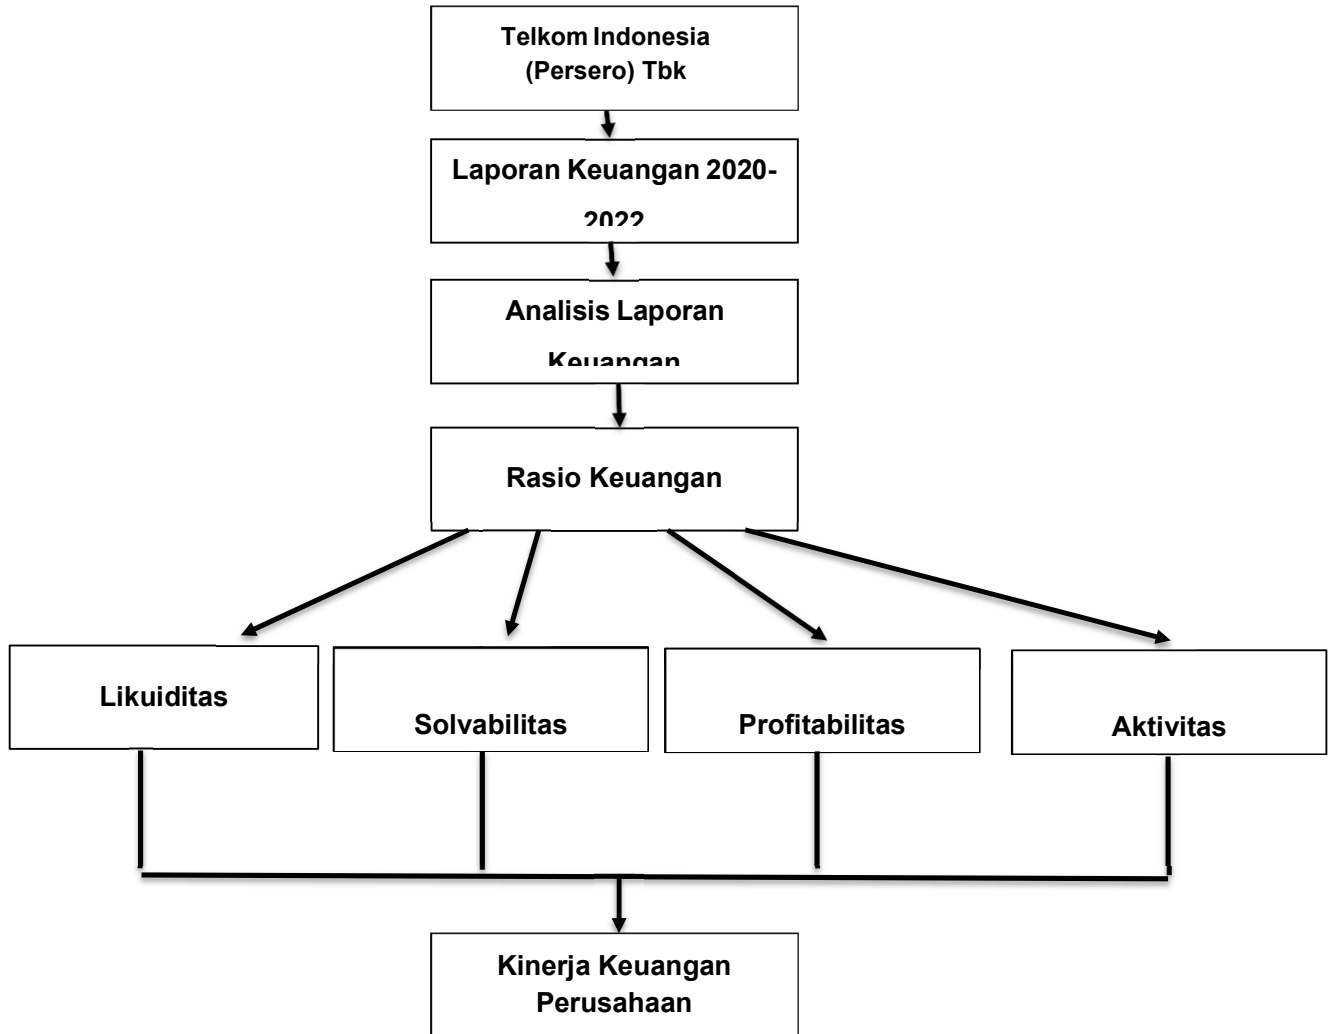 Telkom Indonesia
(Persero) Tbk
Laporan Keuangan 2020-
2022
Analisis Laporan
Keuangan
Rasio Keuangan
Likuiditas
Solvabilitas
Profitabilitas
Aktivitas
Kinerja Keuangan
Perusahaan